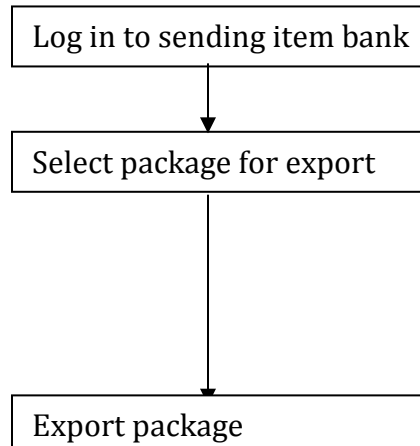 Log in to sending item bank
Select package for export
Export package